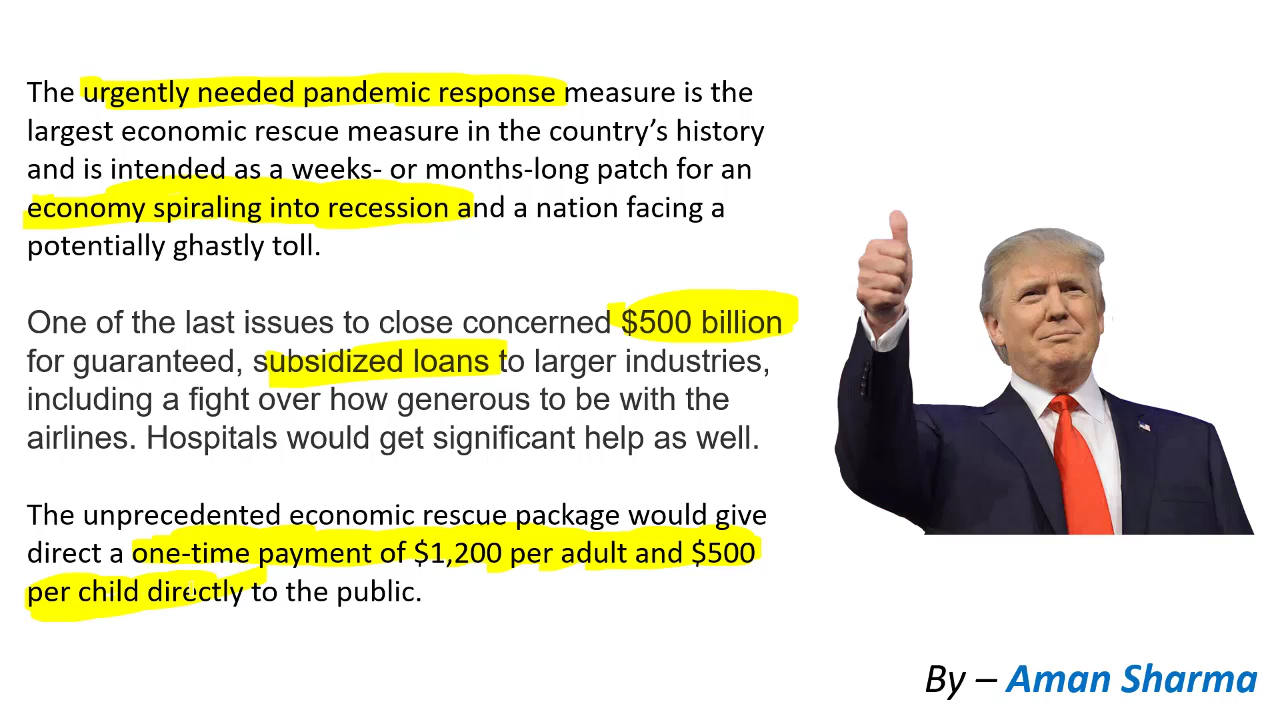 The urgently needed pandemic response measure is the
largest economic rescue measure in the country’s history
and is intended as a weeks- or months-long patch for an
economy spiraling into recession and a nation facing a
potentially ghastly toll.
One of the last issues to close concerned $500 billion
for guaranteed, subsidized loans to larger industries,
including a fight over how generous to be with the
airlines. Hospitals would get significant help as well.
The unprecedented economic rescue package would give
direct a one-time payment of $1,200 per adult and $500
per child directly to the public.
By – Aman Sharma